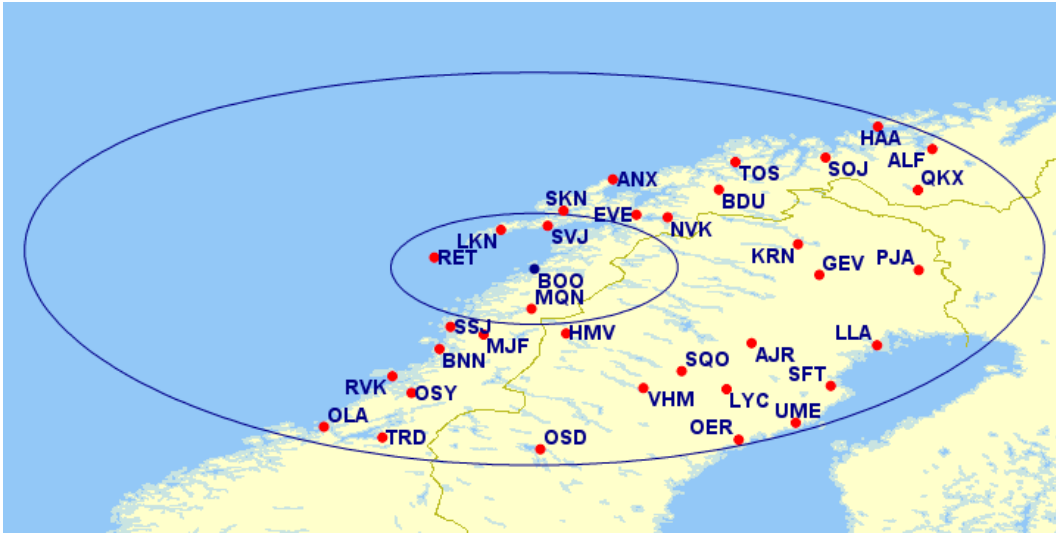 HAA
ALF
TOS
SOJ
ANX
QKX
BDU
SKN
EVE
NVK
LKN
SVJ
KRN
PJA
RET
GEV
BOO
MQN
SSJ
HMV
MJF
LLA
BNN
AJR
SQO
SFT
RVK
OSY
VHM
LYC
UME
OLA
OER
TRD
OSD